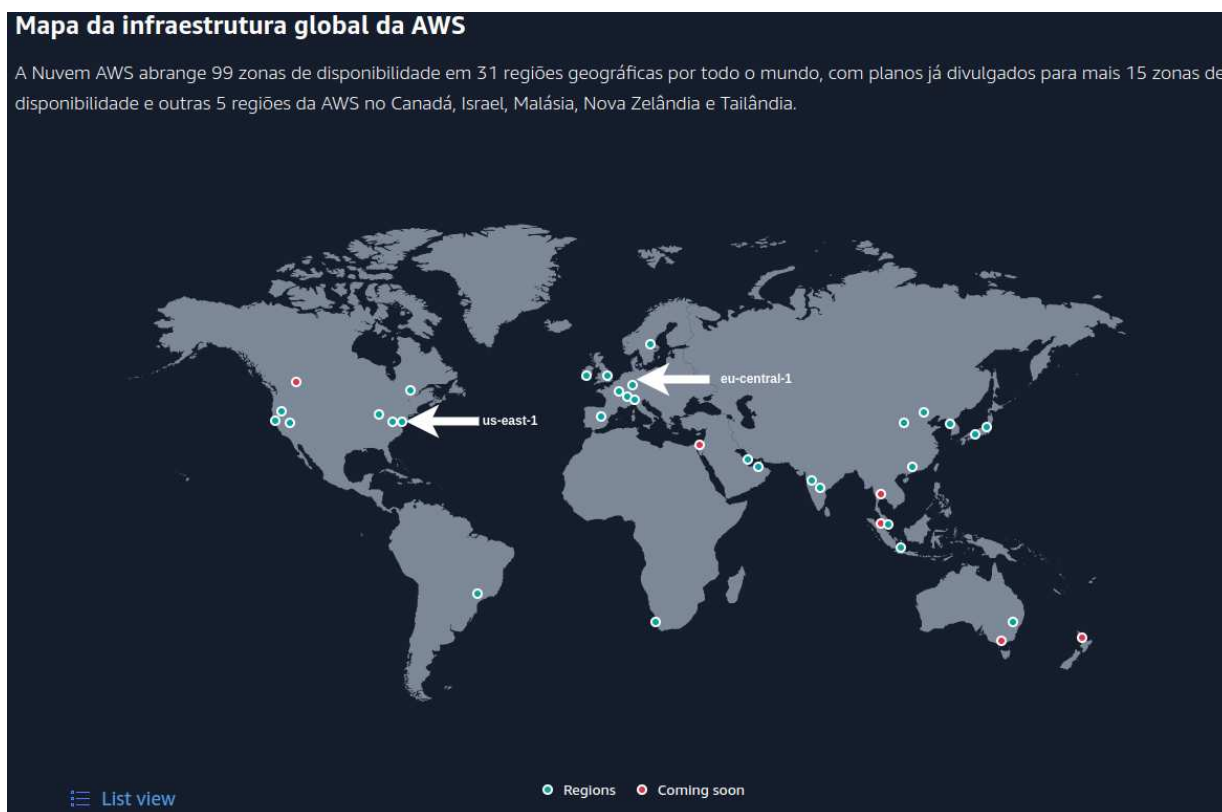 Mapa da infraestrutura global da AWS
A Nuvem AWS abrange 99 zonas de disponibilidade em 31 regiões geográficas por todo o mundo, com planos já divulgados para mais 15 zonas de
disponibilidade e outras 5 regiões da AWS no Canadá, Israel, Malásia, Nova Zelândia e Tailândia.
eu-central-1
us-east-1
List view
Regions
Coming soon